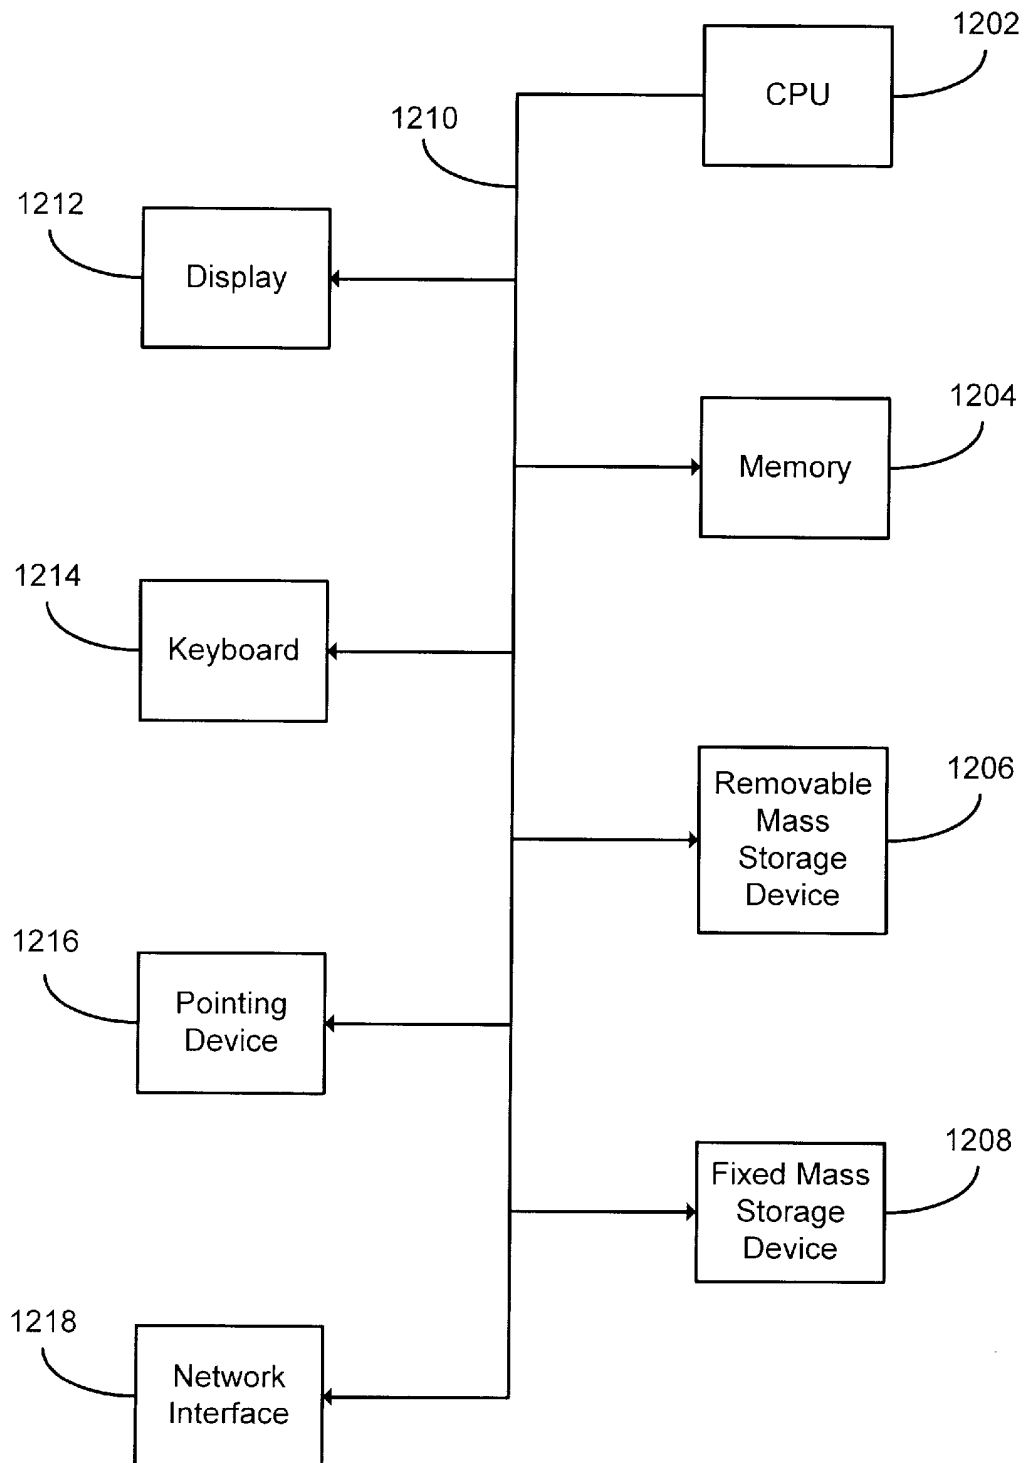 1202
CPU
1210
1212
Display
1204
Memory
1214
Keyboard
1206
Removable
Mass
Storage
Device
1216
Pointing
Device
1208
Fixed Mass
Storage
Device
1218
Network
Interface